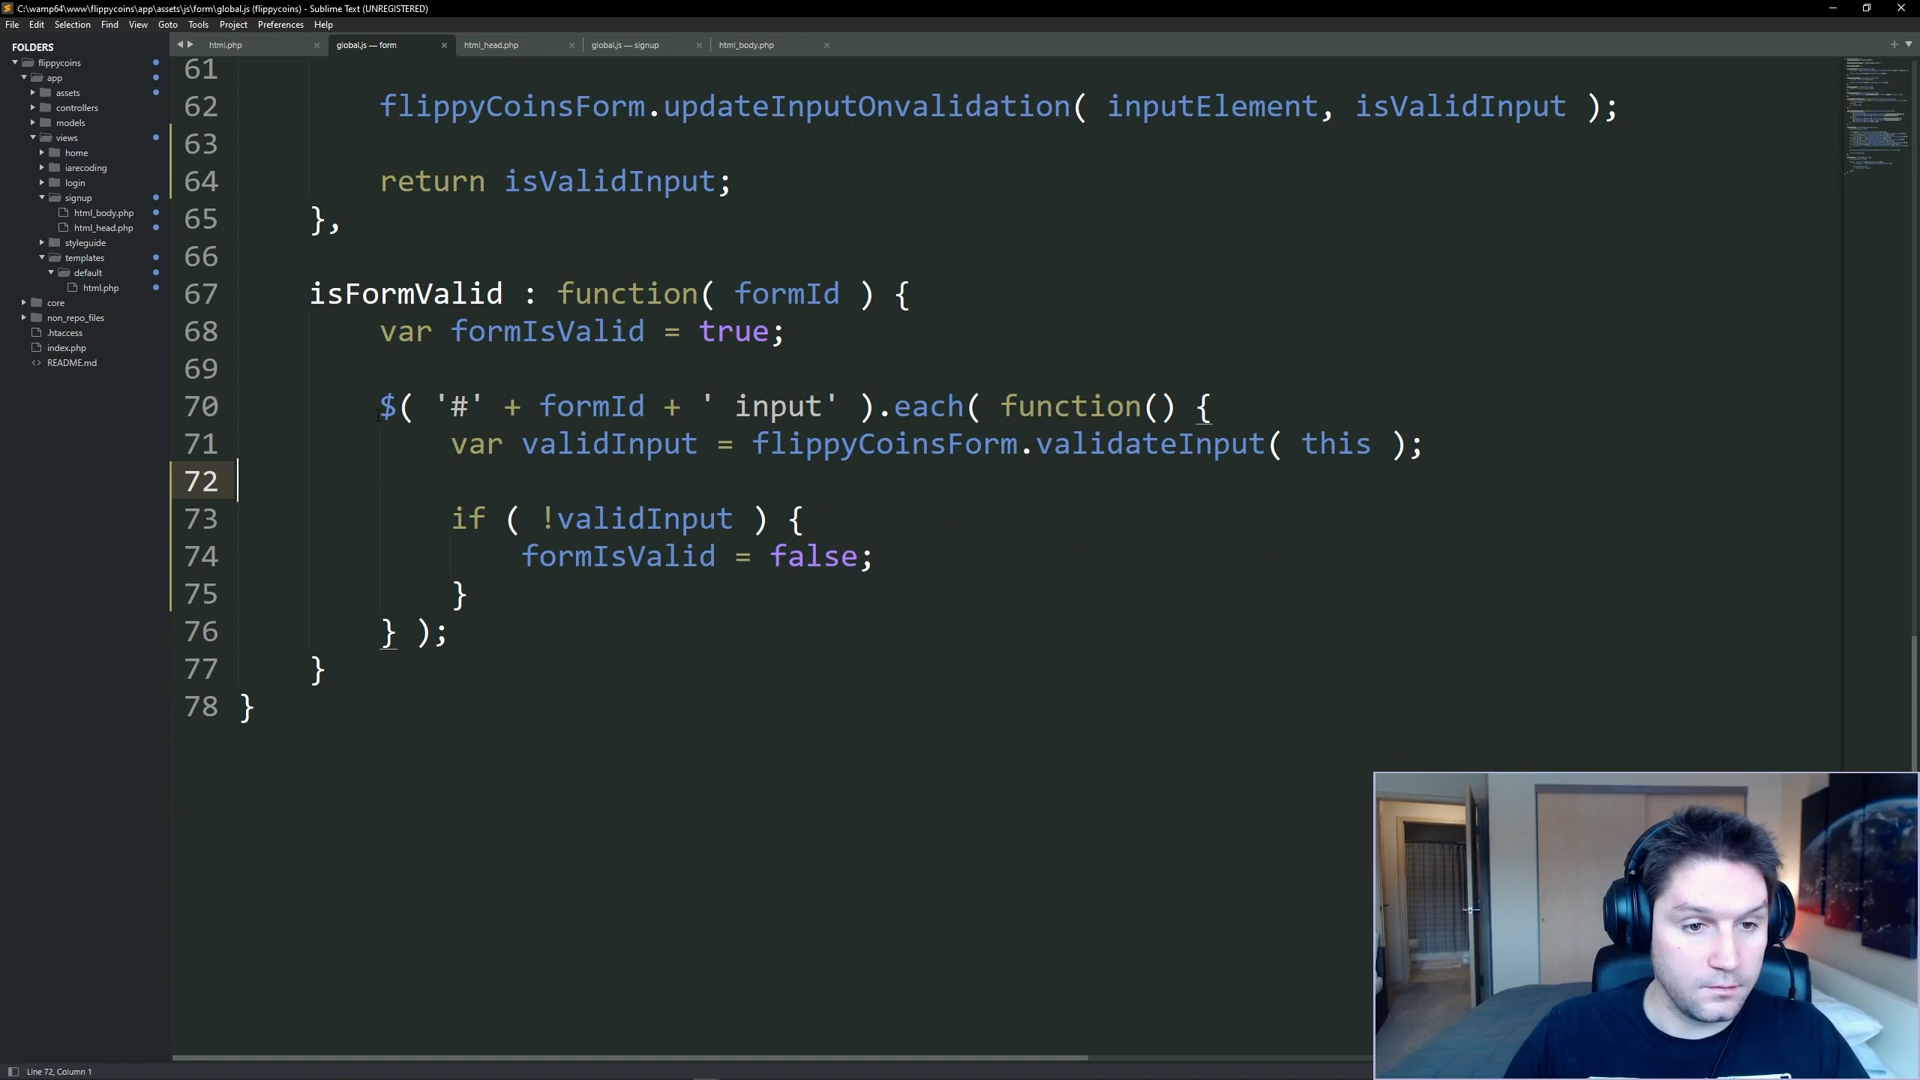 C:\wamp64\www\flippycoins\app\assets\js\form\global.js (flippycoins) - Sublime Text (UNREGISTERED)
File Edit Selection Find View Goto Tools Project Preferences Help
FOLDERS
flippycoins
app
assets
controllers
models
views
home
iarecoding
login
signup
html_body.php
html_head.php
styleguide
templates
default
html.php
core
non_repo_files
.htaccess
index.php
README.md
html.php global.js — form html_head.php global.js — signup html_body.php
61
62 flippyCoinsForm.updateInputOnvalidation( inputElement, isValidInput );
63
64 return isValidInput;
65 },
66
67 isFormValid : function( formId ) {
68 var formIsValid = true;
69
70 $( '#' + formId + ' input' ).each( function() {
71 var validInput = flippyCoinsForm.validateInput( this );
72
73 if ( !validInput ) {
74 formIsValid = false;
75 }
76 } );
77 }
78 }
Line 72, Column 1